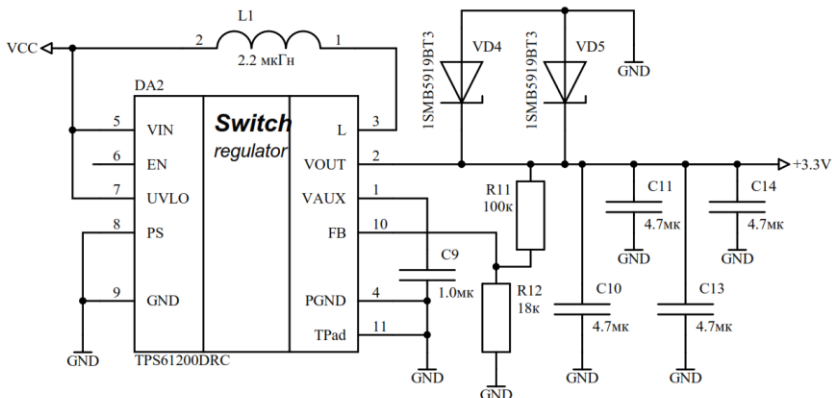 L1
2 1
VCC
2.2 мкГн
VD4 VD5
1SMB5919BT3
1SMB5919BT3
GND
DA2
Switch
regulator
5 VIN L 3
6 EN VOUT 2
+3.3V
7 UVLO VAUX 1
8 PS FB 10
9 GND PGND 4
TPad 11
GND
TPS61200DRC
R11
100к
C11
4.7мк
GND
C14
4.7мк
GND
C9
1.0мк
GND
R12
18к
GND
C10
4.7мк
GND
C13
4.7мк
GND